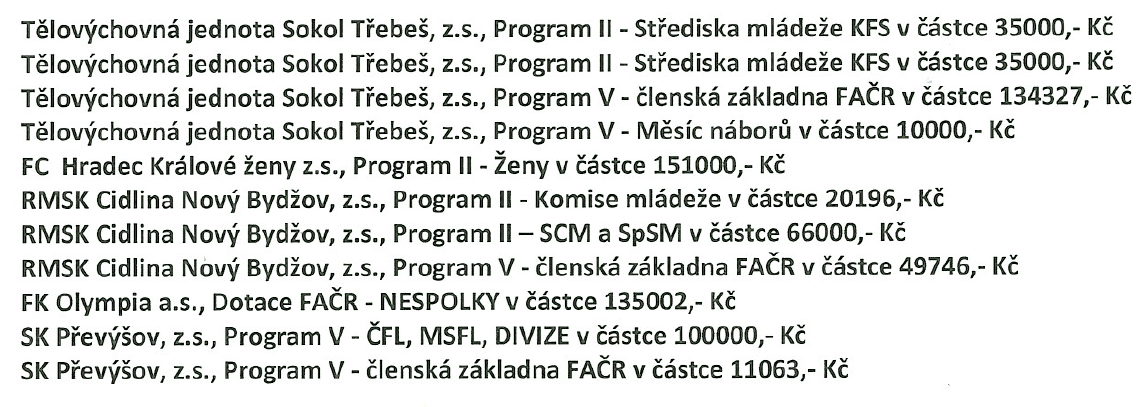 Tělovýchovná jednota Sokol Třebeš, z.s., Program II - Střediska mládeže KFS v částce 35000,- Kč
Tělovýchovná jednota Sokol Třebeš, z.s., Program II - Střediska mládeže KFS v částce 35000,- Kč
Tělovýchovná jednota Sokol Třebeš, z.s., Program V - členská základna FAČR v částce 134327,- Kč
Tělovýchovná jednota Sokol Třebeš, z.s., Program V - Měsíc náborů v částce 10000,- Kč
FC  Hradec Králové ženy z.s., Program II - Ženy v částce 151000,- Kč
RMSK Cidlina Nový Bydžov, z.s., Program II - Komise mládeže v částce 20196,- Kč
RMSK Cidlina Nový Bydžov, z.s., Program II – SCM a SpSM v částce 66000,- Kč
RMSK Cidlina Nový Bydžov, z.s., Program V - členská základna FAČR v částce 49746,- Kč
FK Olympia a.s., Dotace FAČR - NESPOLKY v částce 135002,- Kč
SK Převýšov, z.s., Program V - ČFL, MSFL, DIVIZE v částce 100000,- Kč
SK Převýšov, z.s., Program V - členská základna FAČR v částce 11063,- Kč